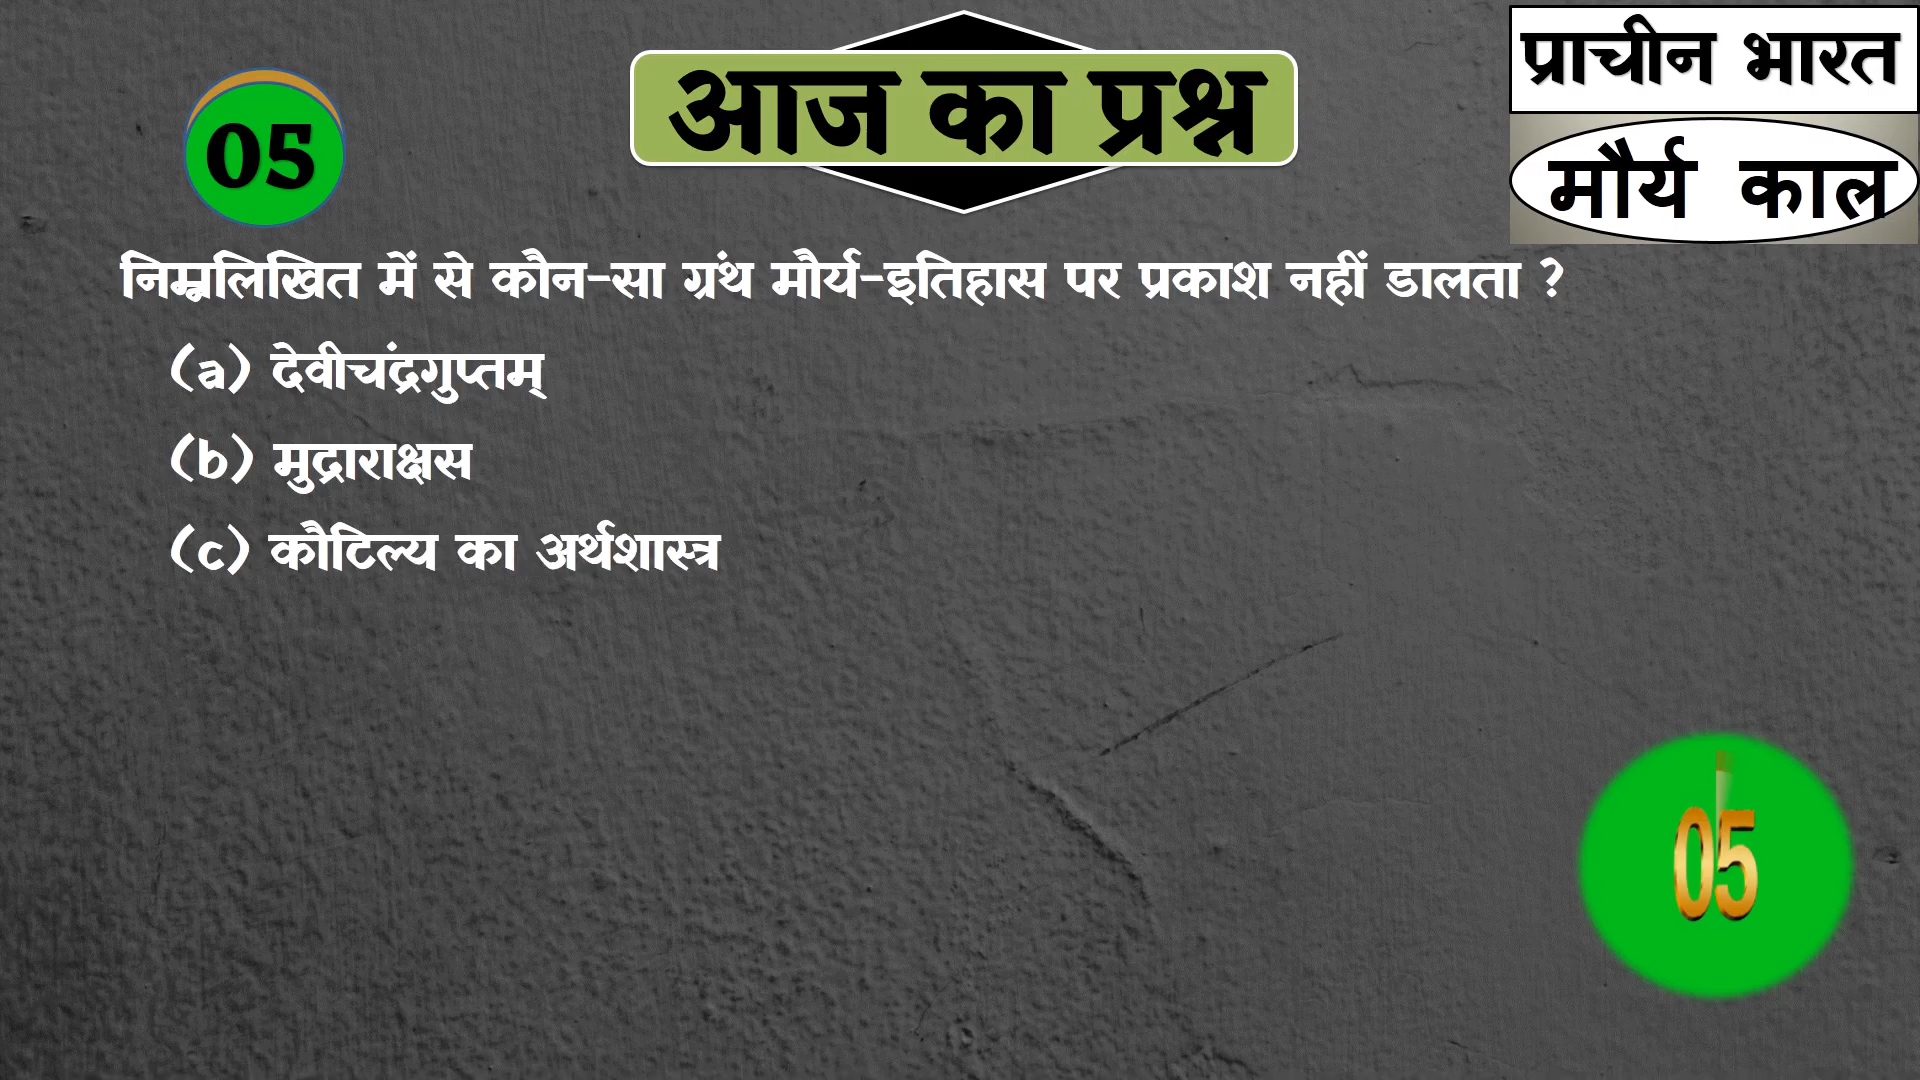 प्राचीन भारत
आज का प्रश्न
05
मौर्य काल
निम्नलिखित में से कौन-सा ग्रंथ मौर्य-इतिहास पर प्रकाश नहीं डालता ?
(a) देवीचंद्रगुप्तम्
(b) मुद्राराक्षस
(c) कौटिल्य का अर्थशास्त्र
05